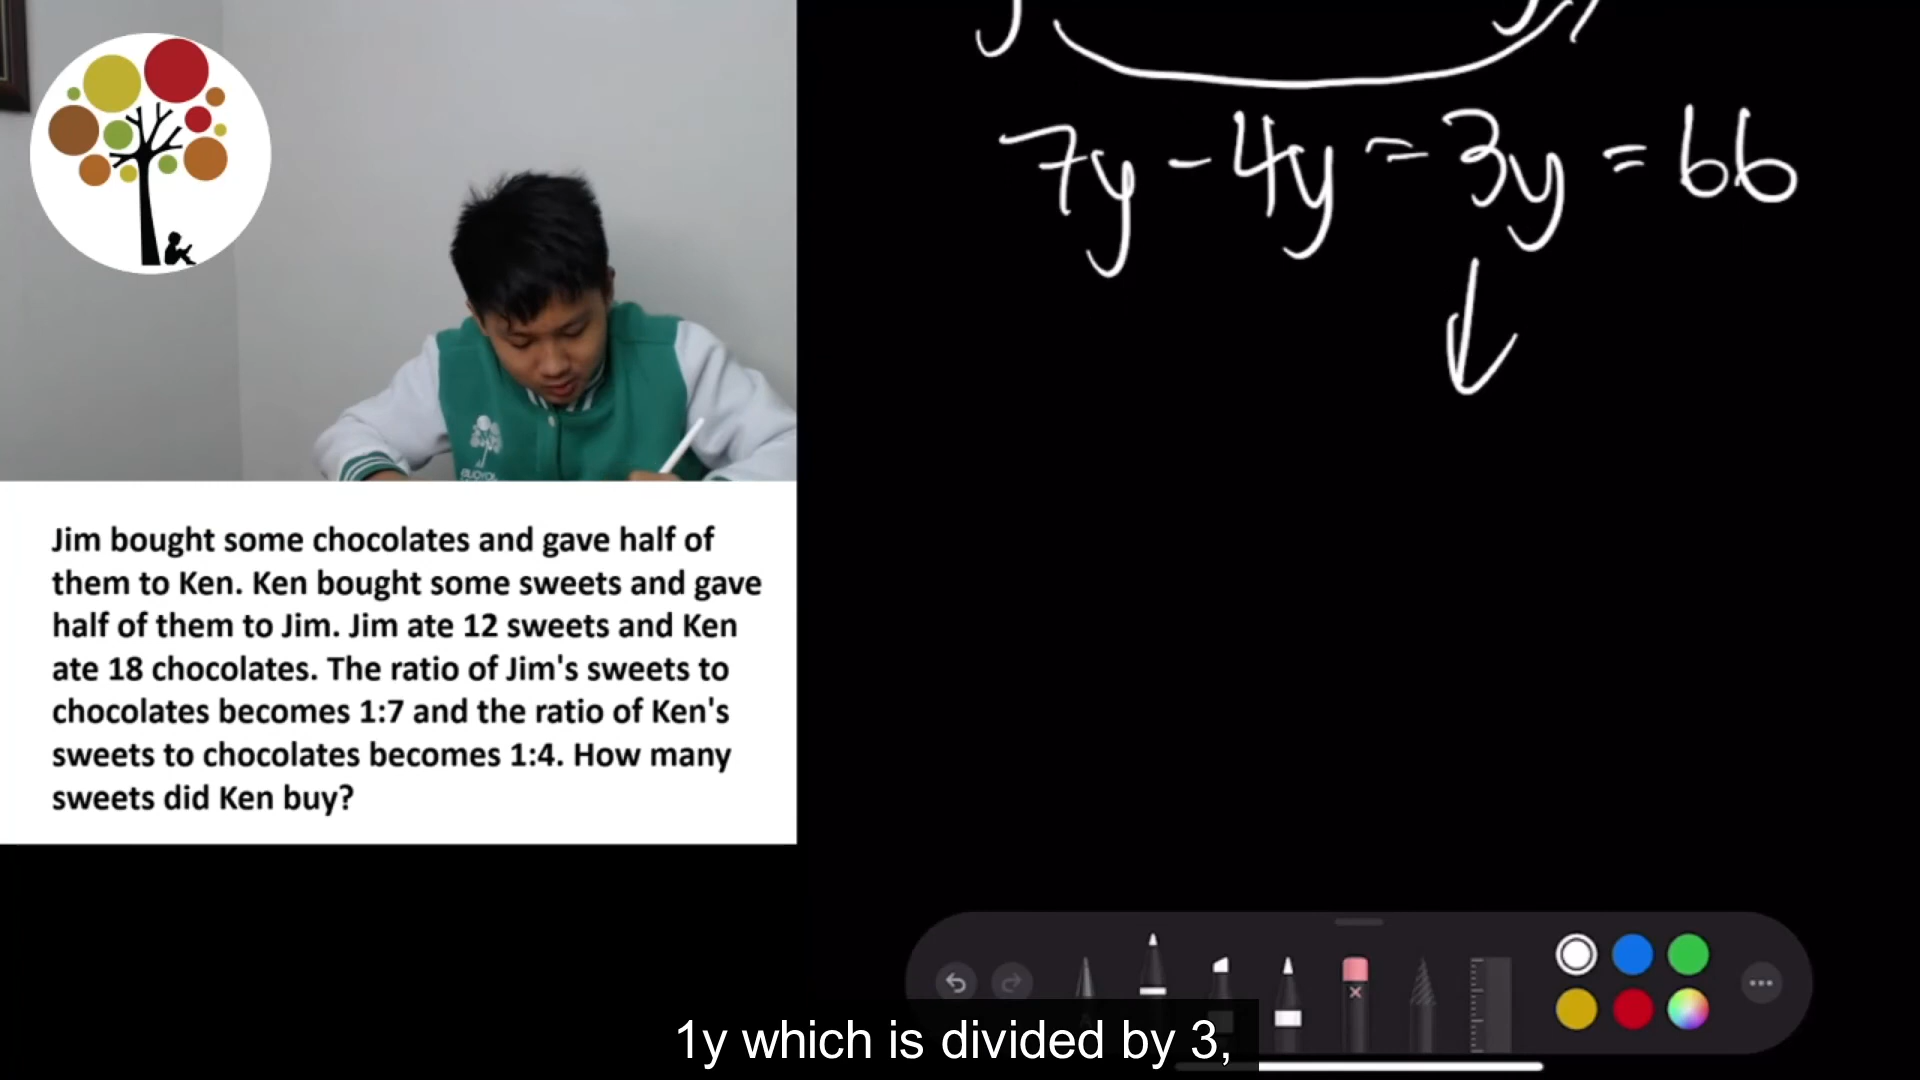 7y - 4y = 3y = 66
Jim bought some chocolates and gave half of
them to Ken. Ken bought some sweets and gave
half of them to Jim. Jim ate 12 sweets and Ken
ate 18 chocolates. The ratio of Jim's sweets to
chocolates becomes 1:7 and the ratio of Ken's
sweets to chocolates becomes 1:4. How many
sweets did Ken buy?
1y which is divided by 3,